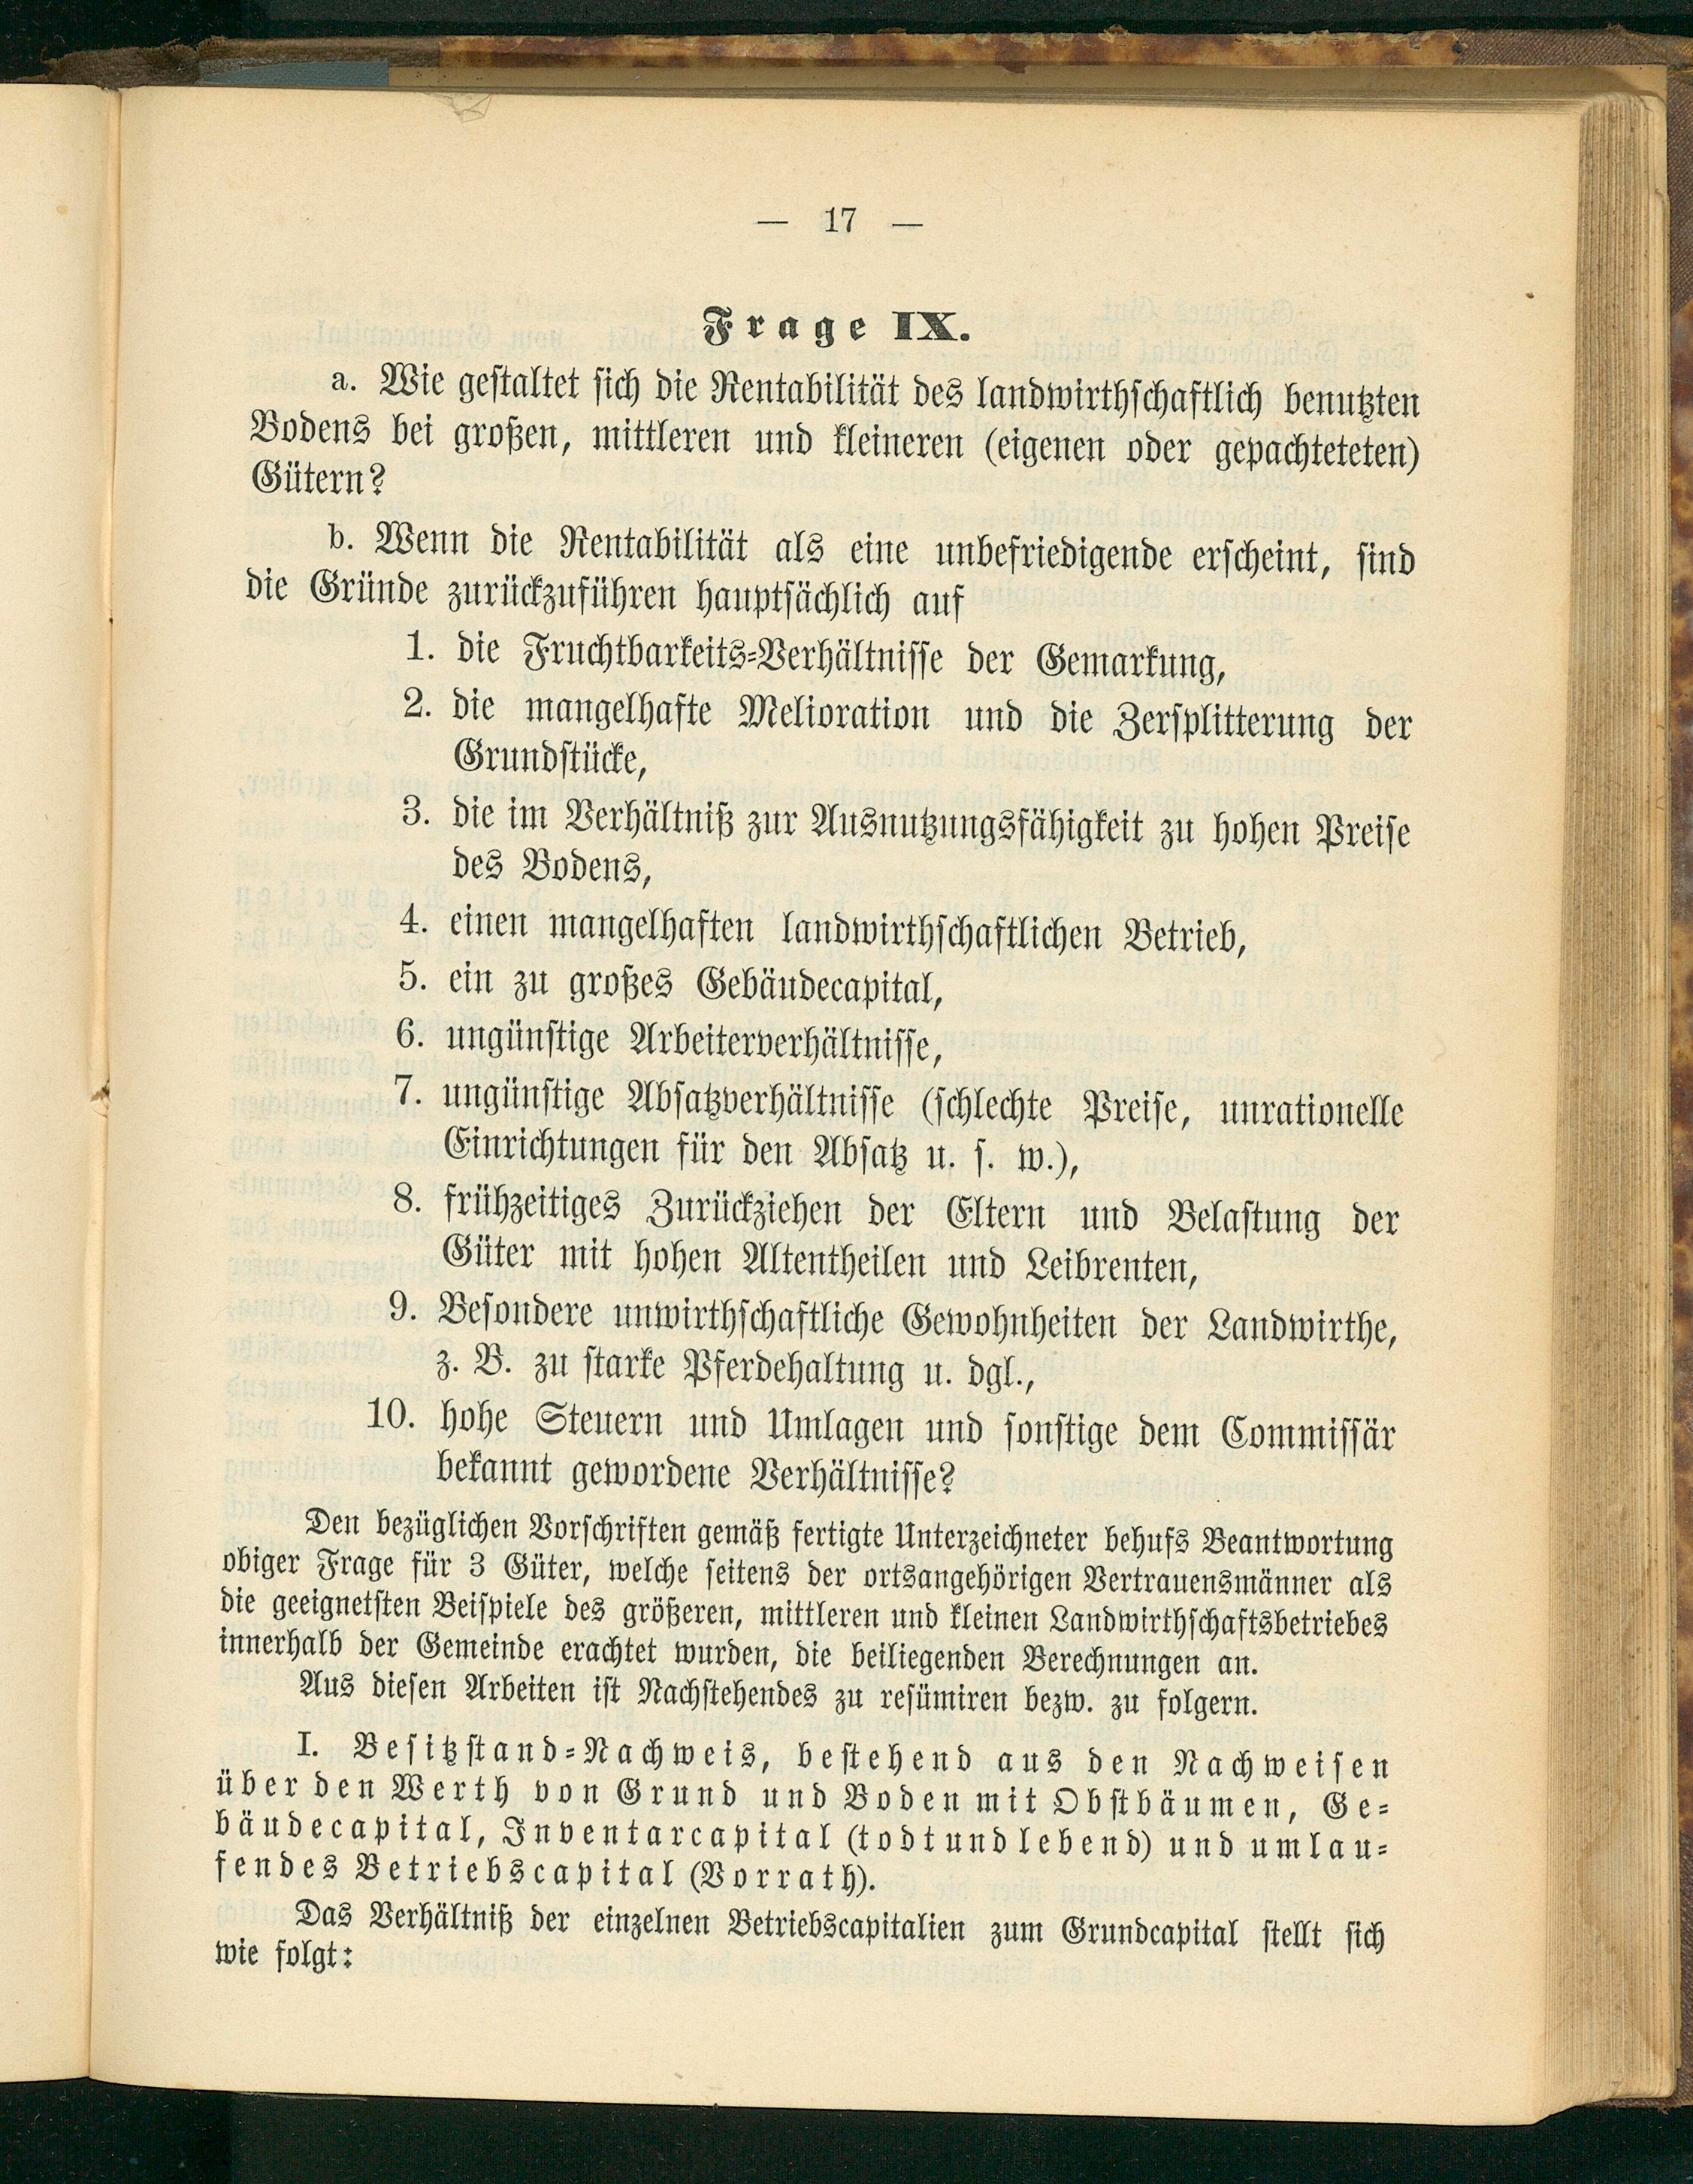 — 17 —
Frage IX.
a. Wie gestaltet sich die Rentabilität des landwirthschaftlich benutzten
Bodens bei großen, mittleren und kleineren (eigenen oder gepachteteten)
Gütern?
b. Wenn die Rentabilität als eine unbefriedigende erscheint, sind
die Gründe zurückzuführen hauptsächlich auf
1. die Fruchtbarkeits-Verhältnisse der Gemarkung,
2. die mangelhafte Melioration und die Zersplitterung der
Grundstücke,
3. die im Verhältniß zur Ausnutzungsfähigkeit zu hohen Preise
des Bodens,
4. einen mangelhaften landwirthschaftlichen Betrieb,
5. ein zu großes Gebäudecapital,
6. ungünstige Arbeiterverhältnisse,
7. ungünstige Absatzverhältnisse (schlechte Preise, unrationelle
Einrichtungen für den Absatz u. s. w.),
8. frühzeitiges Zurückziehen der Eltern und Belastung der
Güter mit hohen Altentheilen und Leibrenten,
9. Besondere unwirthschaftliche Gewohnheiten der Landwirthe,
z. B. zu starke Pferdehaltung u. dgl.,
10. hohe Steuern und Umlagen und sonstige dem Commissär
bekannt gewordene Verhältnisse?
Den bezüglichen Vorschriften gemäß fertigte Unterzeichneter behufs Beantwortung
obiger Frage für 3 Güter, welche seitens der ortsangehörigen Vertrauensmänner als
die geeignetsten Beispiele des größeren, mittleren und kleinen Landwirthschaftsbetriebes
innerhalb der Gemeinde erachtet wurden, die beiliegenden Berechnungen an.
Aus diesen Arbeiten ist Nachstehendes zu resümiren bezw. zu folgern.
I. Besitzstand-Nachweis, bestehend aus den Nachweisen
über den Werth von Grund und Boden mit Obstbäumen, Ge-
bäudecapital, Inventarcapital (todt und lebend) und umlau-
fendes Betriebscapital (Vorrath).
Das Verhältniß der einzelnen Betriebscapitalien zum Grundcapital stellt sich
wie folgt: